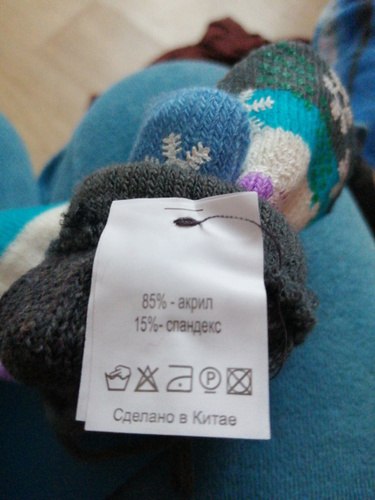 85% - акрил
15%- спандекс
P
Сделано в Китае